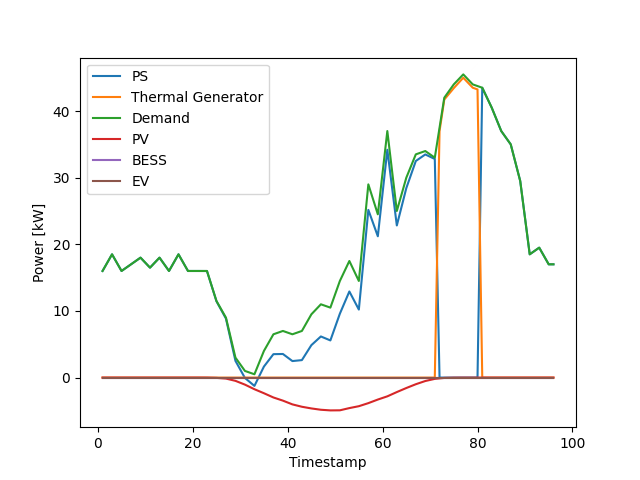 PS
Thermal Generator
Demand
PV
BESS
EV
Power [kW]
40
30
20
10
0
0 20 40 60 80 100
Timestamp